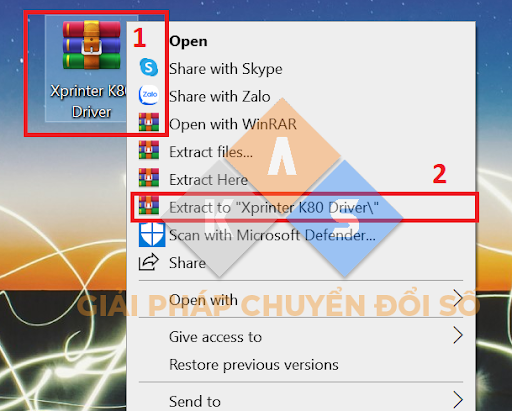 1
Xprinter K80
Driver
Open
Share with Skype
Zalo
Share with Zalo
Open with WinRAR
Extract files...
Extract Here
2
Extract to "Xprinter K80 Driver\"
Scan with Microsoft Defender...
Share
Open with
Give access to
Restore previous versions
Send to
K
A
S
GIẢI PHÁP CHUYỂN ĐỔI SỐ